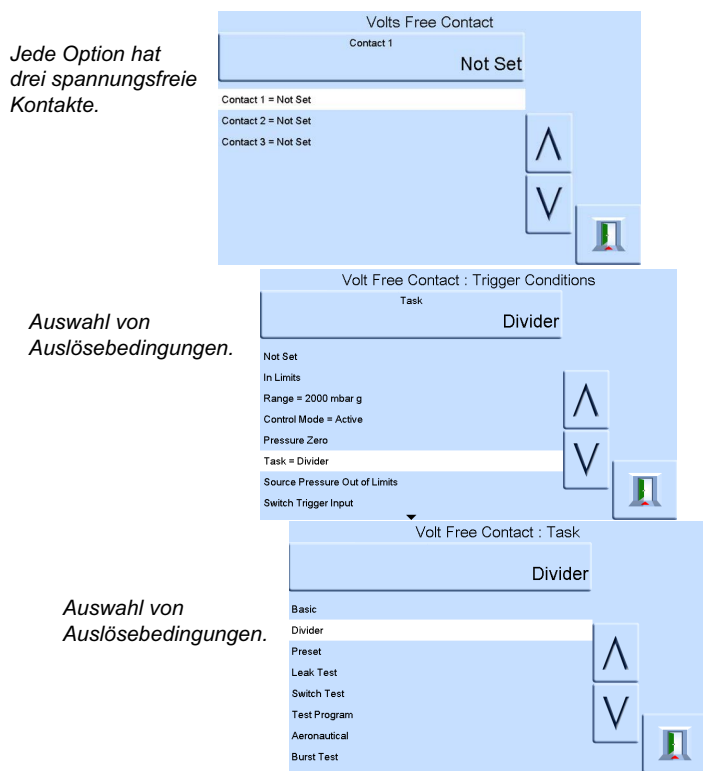 Jede Option hat
drei spannungsfreie
Kontakte.
Volts Free Contact
Contact 1
Not Set
Contact 1 = Not Set
Contact 2 = Not Set
Contact 3 = Not Set
Auswahl von
Auslösebedingungen.
Volt Free Contact : Trigger Conditions
Task
Divider
Not Set
In Limits
Range = 2000 mbar g
Control Mode = Active
Pressure Zero
Task = Divider
Source Pressure Out of Limits
Switch Trigger Input
Auswahl von
Auslösebedingungen.
Volt Free Contact : Task
Divider
Basic
Divider
Preset
Leak Test
Switch Test
Test Program
Aeronautical
Burst Test